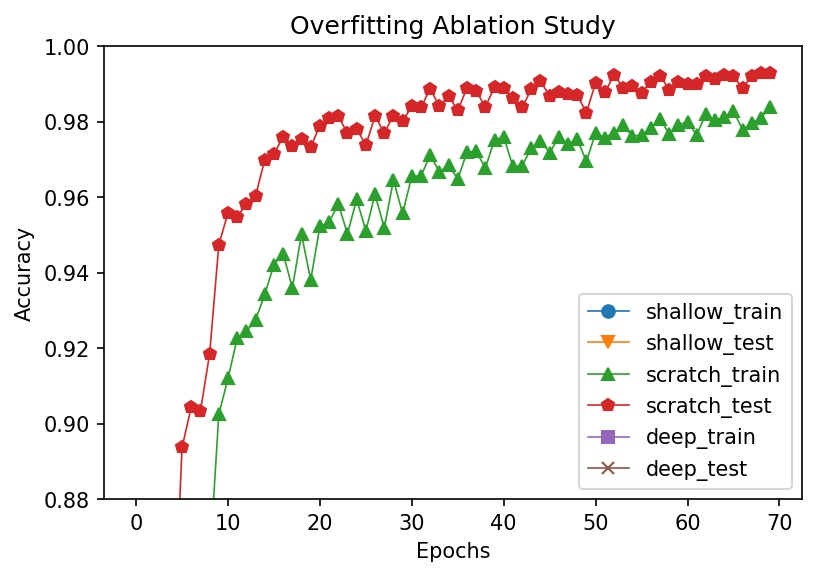 Overfitting Ablation Study
1.00
0.98
0.96
0.94
0.92
0.90
0.88
Accuracy
shallow_train
shallow_test
scratch_train
scratch_test
deep_train
deep_test
0 10 20 30 40 50 60 70
Epochs